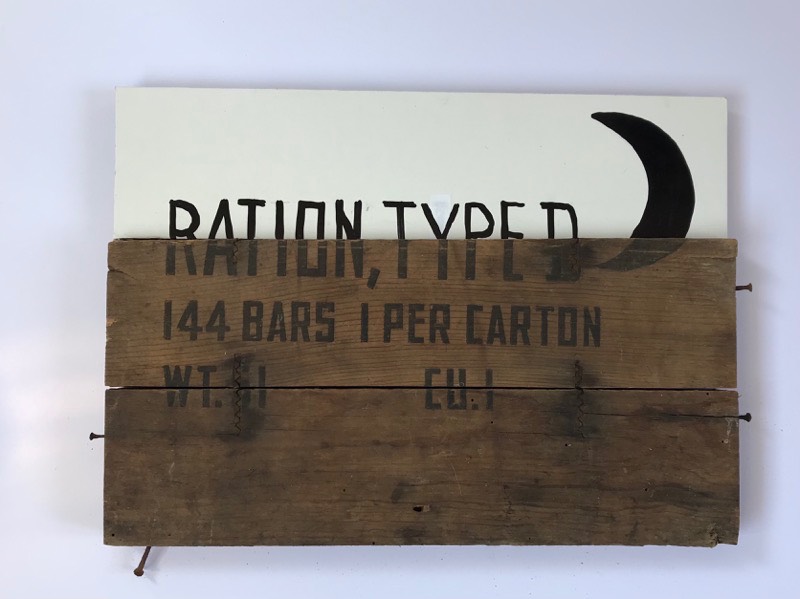 RATION, TYPE D
144 BARS 1 PER CARTON
WT. 51 CU. 1